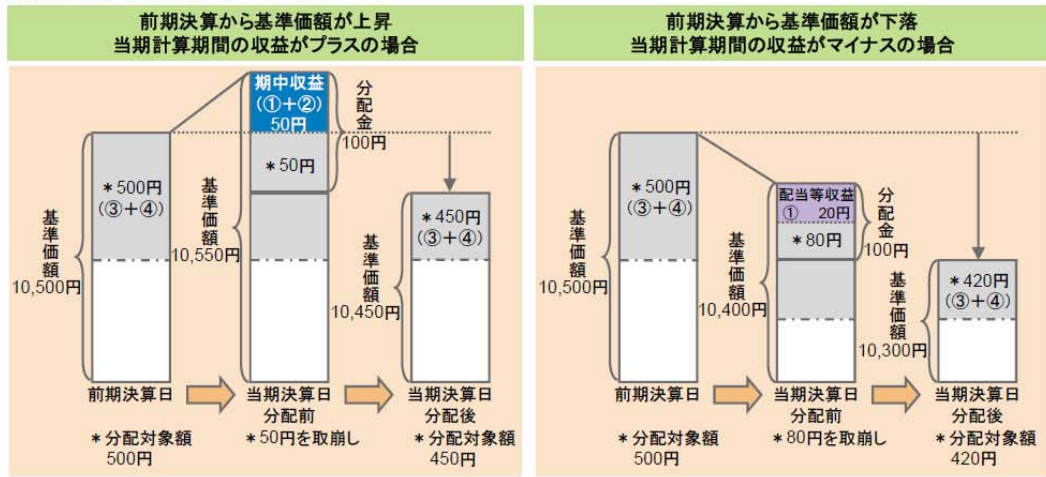 前期決算から基準価額が上昇
当期計算期間の収益がプラスの場合
基準価額
10,500円
*500円
(③+④)
基準価額
10,550円
期中収益
(①+②)
50円
*50円
分配金
100円
基準価額
10,450円
*450円
(③+④)
前期決算日
当期決算日
分配前
当期決算日
分配後
*分配対象額
500円
*50円を取崩し
*分配対象額
450円
前期決算から基準価額が下落
当期計算期間の収益がマイナスの場合
基準価額
10,500円
*500円
(③+④)
基準価額
10,400円
配当等収益
① 20円
*80円
分配金
100円
基準価額
10,300円
*420円
(③+④)
前期決算日
当期決算日
分配前
当期決算日
分配後
*分配対象額
500円
*80円を取崩し
*分配対象額
420円